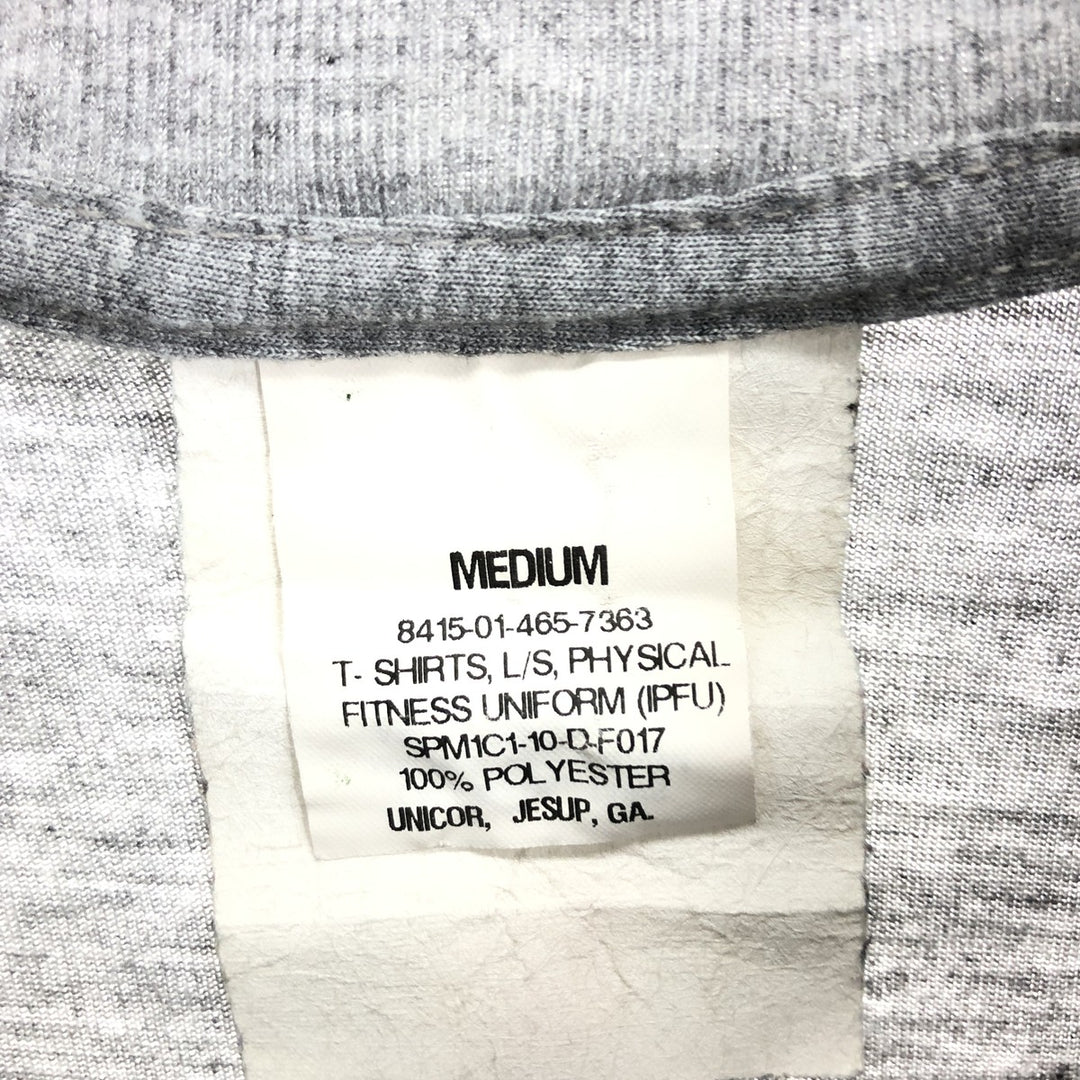 MEDIUM
8415-01-465-7363
T- SHIRTS, L/S, PHYSICAL
FITNESS UNIFORM (IPFU)
SPM1C1-10-D-F017
100% POLYESTER
UNICOR, JESUP, GA.